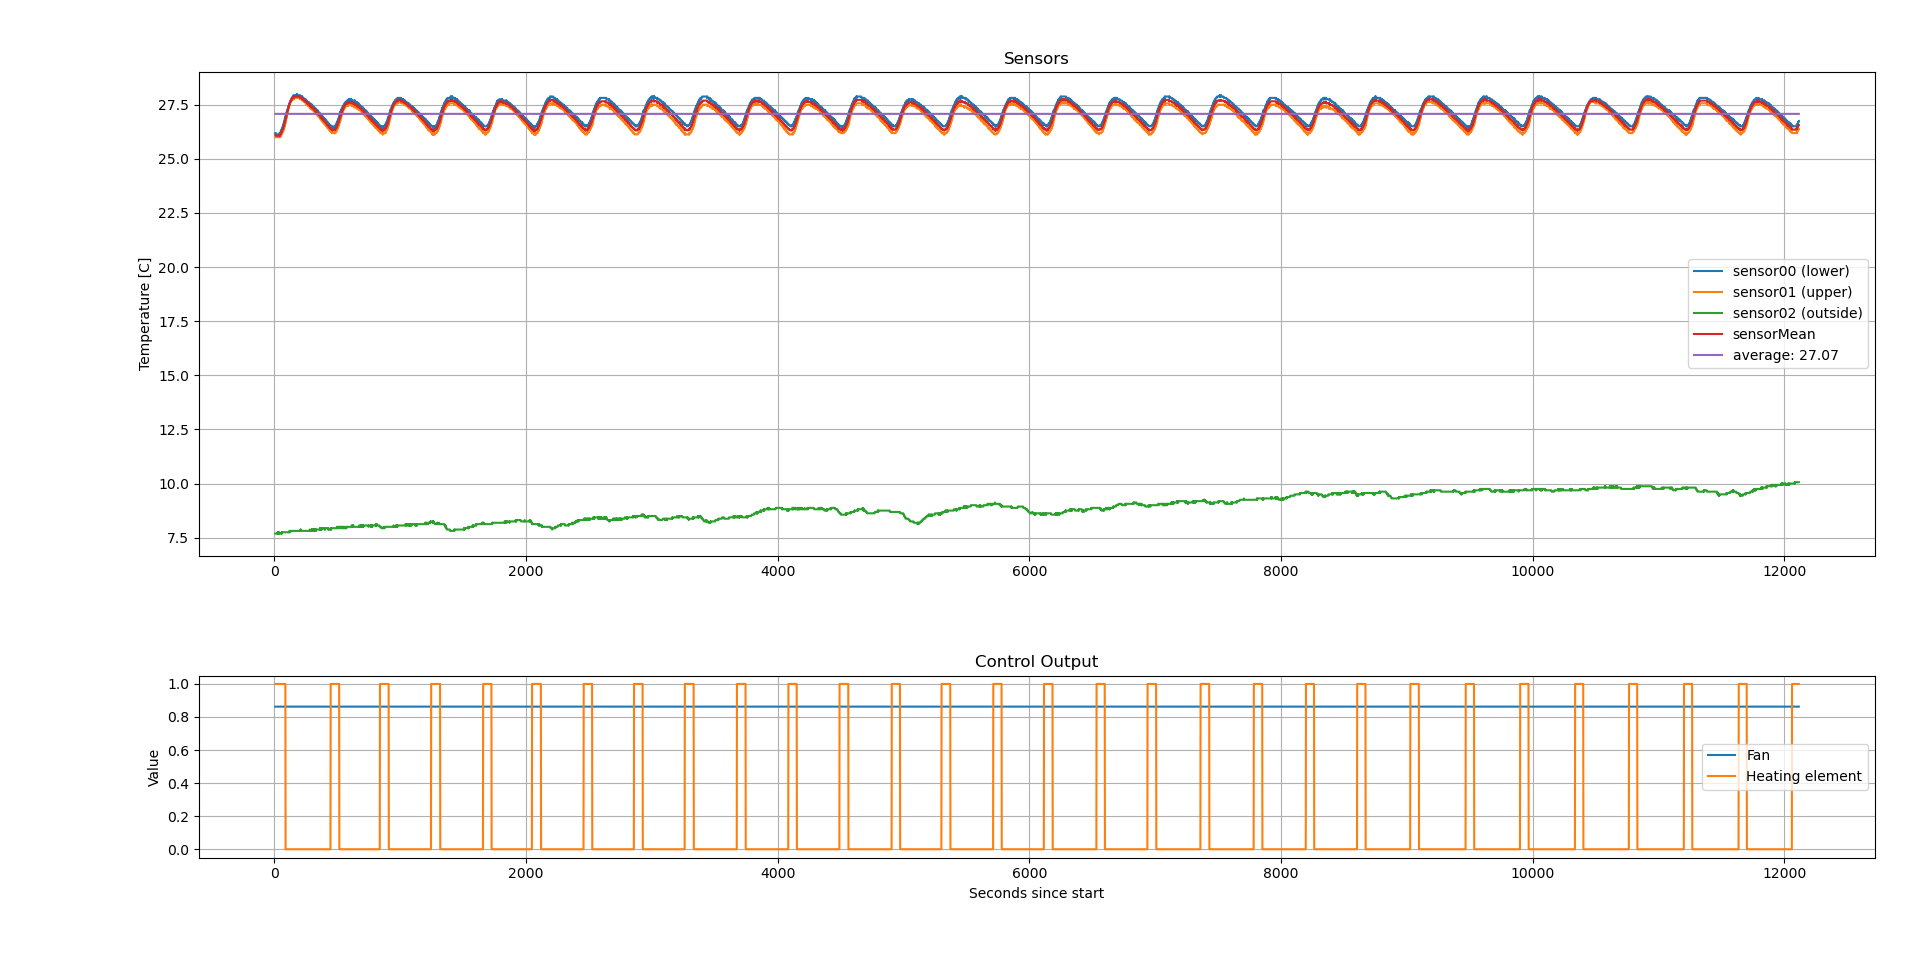 Sensors
Temperature [C]
27.5
25.0
22.5
20.0
17.5
15.0
12.5
10.0
7.5
sensor00 (lower)
sensor01 (upper)
sensor02 (outside)
sensorMean
average: 27.07
0 2000 4000 6000 8000 10000 12000
Control Output
Value
1.0
0.8
0.6
0.4
0.2
0.0
Fan
Heating element
0 2000 4000 6000 8000 10000 12000
Seconds since start